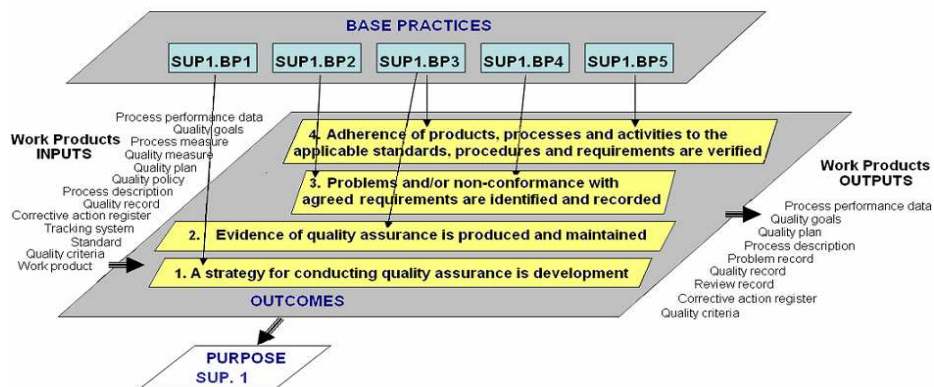 BASE PRACTICES
SUP1.BP1
SUP1.BP2
SUP1.BP3
SUP1.BP4
SUP1.BP5
Work Products
INPUTS
Process performance data
Quality goals
Process measure
Quality measure
Quality plan
Quality policy
Process description
Quality record
Corrective action register
Tracking system
Standard
Quality criteria
Work product
4. Adherence of products, processes and activities to the
applicable standards, procedures and requirements are verified
3. Problems and/or non-conformance with
agreed requirements are identified and recorded
2. Evidence of quality assurance is produced and maintained
1. A strategy for conducting quality assurance is development
OUTCOMES
Work Products
OUTPUTS
Process performance data
Quality goals
Quality plan
Process description
Problem record
Quality record
Review record
Corrective action register
Quality criteria
PURPOSE
SUP. 1